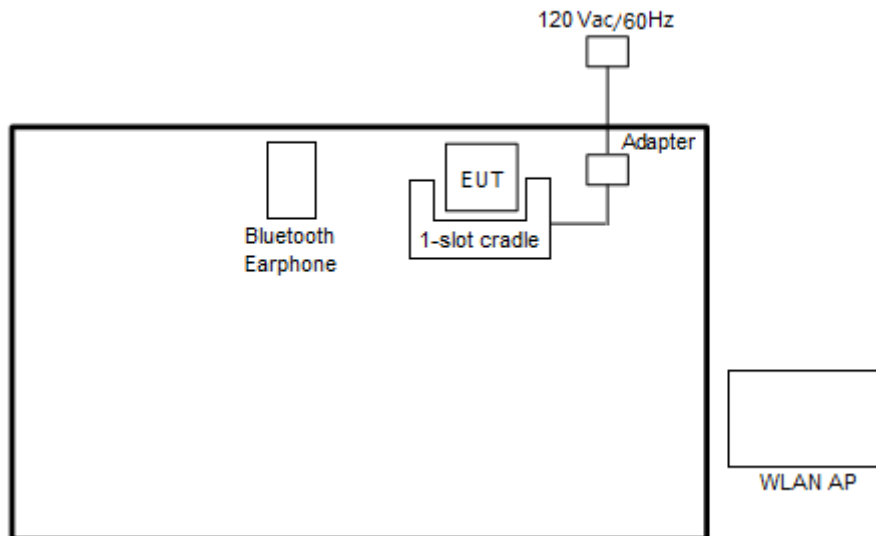 120 Vac/60Hz
Adapter
EUT
1-slot cradle
Bluetooth
Earphone
WLAN AP